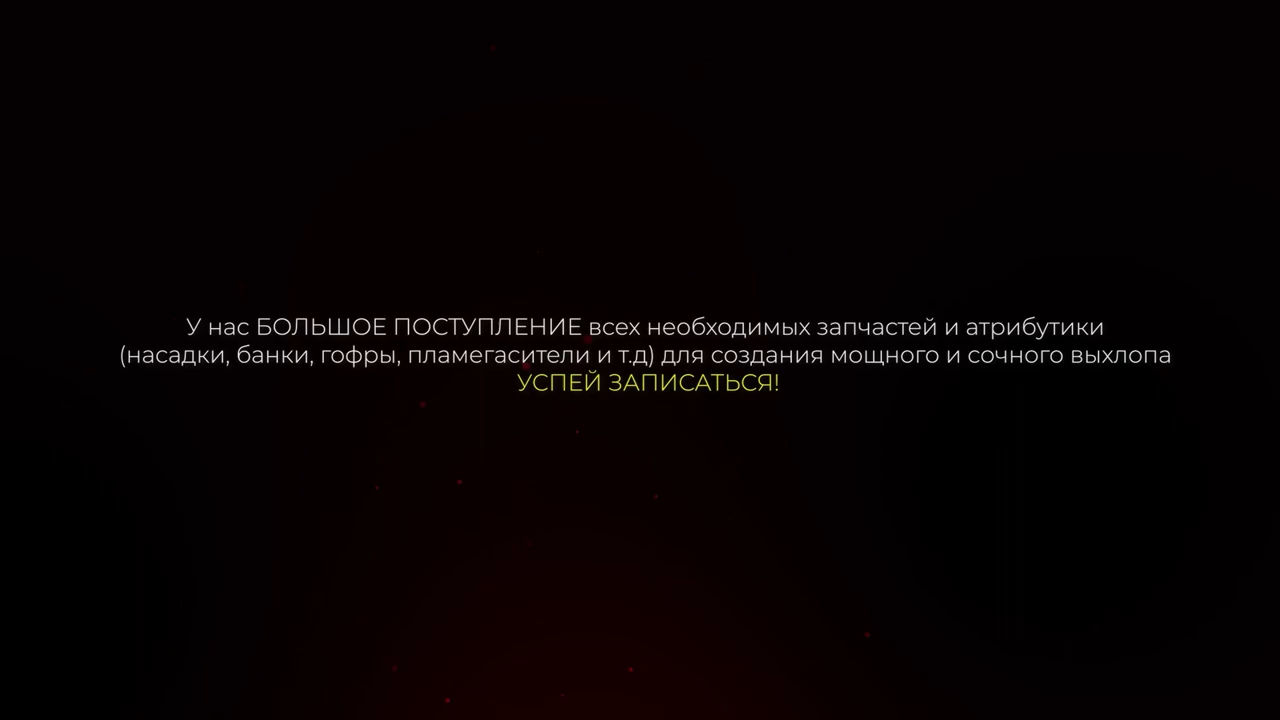 У нас БОЛЬШОЕ ПОСТУПЛЕНИЕ всех необходимых запчастей и атрибутики
(насадки, банки, гофры, пламегасители и т.д) для создания мощного и сочного выхлопа
УСПЕЙ ЗАПИСАТЬСЯ!